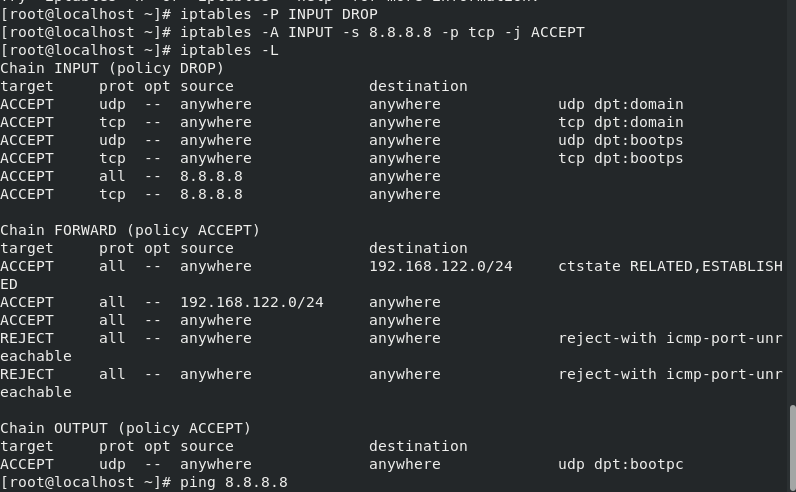 [root@localhost ~]# iptables -P INPUT DROP
[root@localhost ~]# iptables -A INPUT -s 8.8.8.8 -p tcp -j ACCEPT
[root@localhost ~]# iptables -L
Chain INPUT (policy DROP)
target     prot opt source               destination
ACCEPT     udp  --  anywhere             anywhere             udp dpt:domain
ACCEPT     tcp  --  anywhere             anywhere             tcp dpt:domain
ACCEPT     udp  --  anywhere             anywhere             udp dpt:bootps
ACCEPT     tcp  --  anywhere             anywhere             tcp dpt:bootps
ACCEPT     all  --  8.8.8.8              anywhere
ACCEPT     tcp  --  8.8.8.8              anywhere

Chain FORWARD (policy ACCEPT)
target     prot opt source               destination
ACCEPT     all  --  anywhere             192.168.122.0/24     ctstate RELATED,ESTABLISH
ED
ACCEPT     all  --  192.168.122.0/24     anywhere
ACCEPT     all  --  anywhere             anywhere
REJECT     all  --  anywhere             anywhere             reject-with icmp-port-unr
eachable
REJECT     all  --  anywhere             anywhere             reject-with icmp-port-unr
eachable

Chain OUTPUT (policy ACCEPT)
target     prot opt source               destination
ACCEPT     udp  --  anywhere             anywhere             udp dpt:bootpc
[root@localhost ~]# ping 8.8.8.8